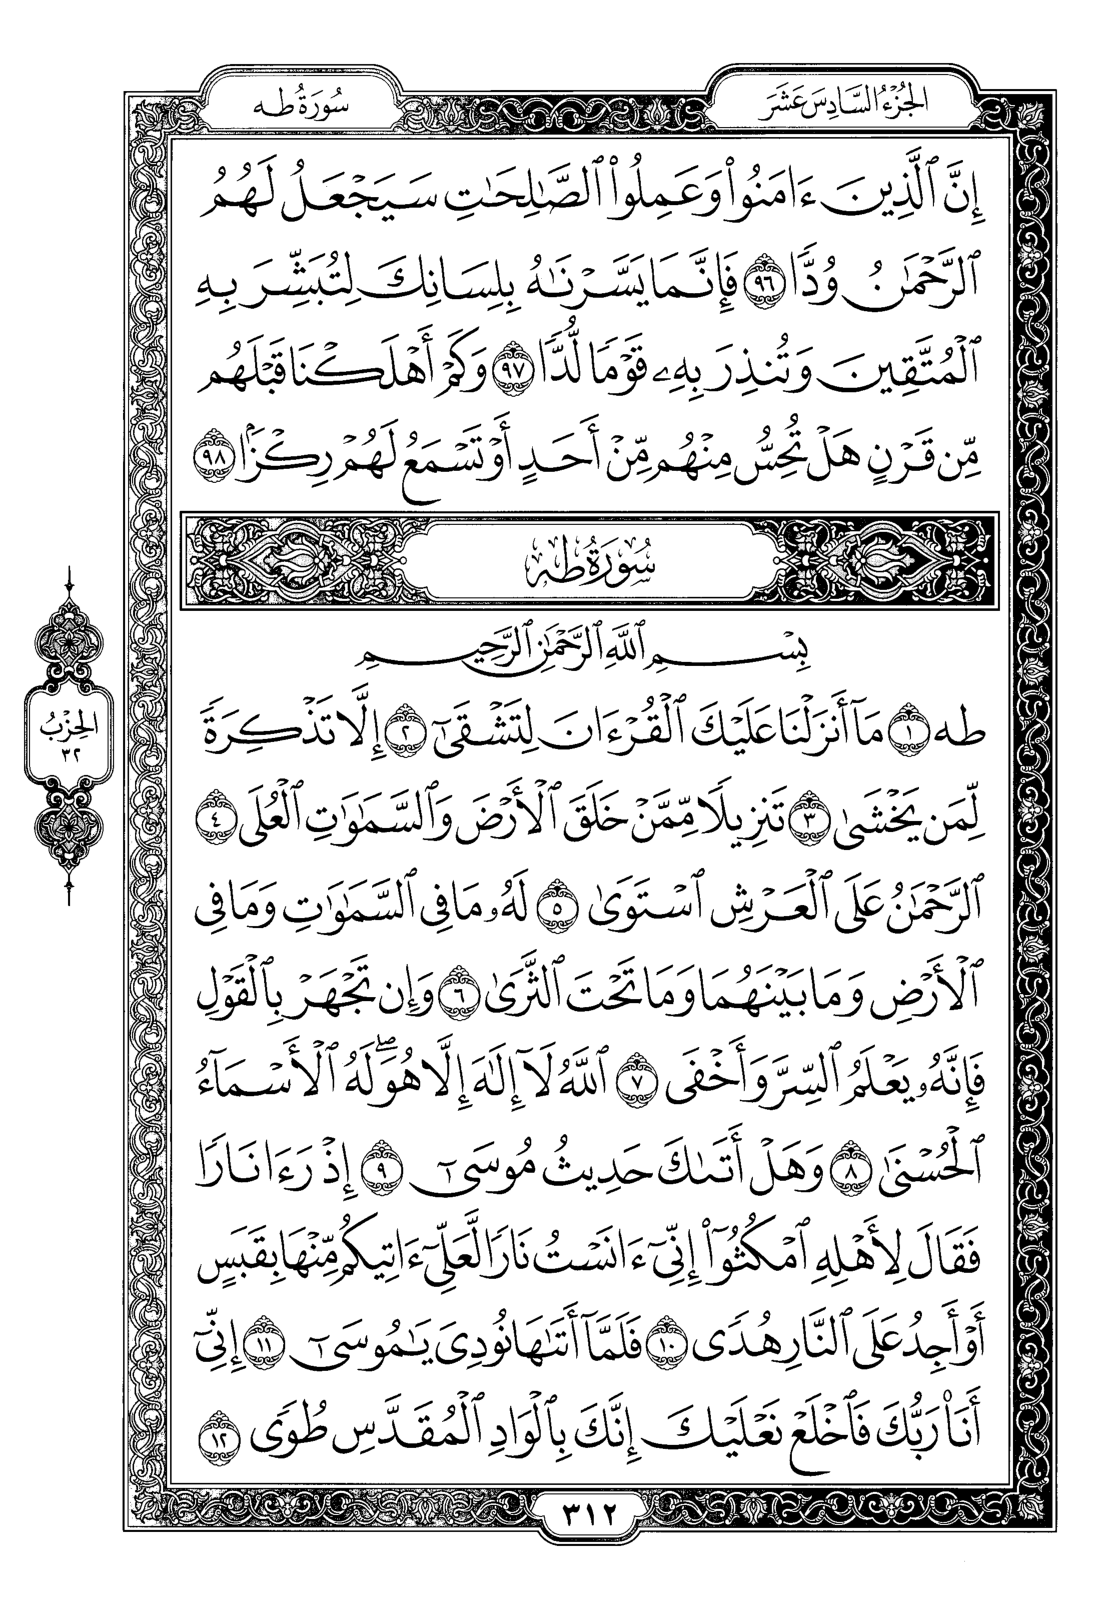 الجُزْءُ السَّادِسَ عَشَرَ
سُورَةُ طه
إِنَّ ٱلَّذِينَ ءَامَنُوا۟ وَعَمِلُوا۟ ٱلصَّٰلِحَٰتِ سَيَجْعَلُ لَهُمُ
ٱلرَّحْمَٰنُ وُدًّا ٩٦ فَإِنَّمَا يَسَّرْنَٰهُ بِلِسَانِكَ لِتُبَشِّرَ بِهِ
ٱلْمُتَّقِينَ وَتُنذِرَ بِهِۦ قَوْمًا لُّدًّا ٩٧ وَكَمْ أَهْلَكْنَا قَبْلَهُم
مِّن قَرْنٍ هَلْ تُحِسُّ مِنْهُم مِّنْ أَحَدٍ أَوْ تَسْمَعُ لَهُمْ رِكْزًۢا ٩٨
سُورَةُ طه
بِسْمِ ٱللَّهِ ٱلرَّحْمَٰنِ ٱلرَّحِيمِ
طه ١ مَآ أَنزَلْنَا عَلَيْكَ ٱلْقُرْءَانَ لِتَشْقَىٰٓ ٢ إِلَّا تَذْكِرَةً
لِّمَن يَخْشَىٰ ٣ تَنزِيلًا مِّمَّنْ خَلَقَ ٱلْأَرْضَ وَٱلسَّمَٰوَٰتِ ٱلْعُلَى ٤
ٱلرَّحْمَٰنُ عَلَى ٱلْعَرْشِ ٱسْتَوَىٰ ٥ لَهُۥ مَا فِى ٱلسَّمَٰوَٰتِ وَمَا فِى
ٱلْأَرْضِ وَمَا بَيْنَهُمَا وَمَا تَحْتَ ٱلثَّرَىٰ ٦ وَإِن تَجْهَرْ بِٱلْقَوْلِ
فَإِنَّهُۥ يَعْلَمُ ٱلسِّرَّ وَأَخْفَى ٧ ٱللَّهُ لَآ إِلَٰهَ إِلَّا هُوَ ۖ لَهُ ٱلْأَسْمَآءُ
ٱلْحُسْنَىٰ ٨ وَهَلْ أَتَىٰكَ حَدِيثُ مُوسَىٰٓ ٩ إِذْ رَءَا نَارًا
فَقَالَ لِأَهْلِهِ ٱمْكُثُوٓا۟ إِنِّىٓ ءَانَسْتُ نَارًا لَّعَلِّىٓ ءَاتِيكُم مِّنْهَا بِقَبَسٍ
أَوْ أَجِدُ عَلَى ٱلنَّارِ هُدًى ١٠ فَلَمَّآ أَتَىٰهَا نُودِىَ يَٰمُوسَىٰٓ ١١ إِنِّىٓ
أَنَا۠ رَبُّكَ فَٱخْلَعْ نَعْلَيْكَ إِنَّكَ بِٱلْوَادِ ٱلْمُقَدَّسِ طُوًى ١٢
الحِزْبُ
٣٢
٣١٢